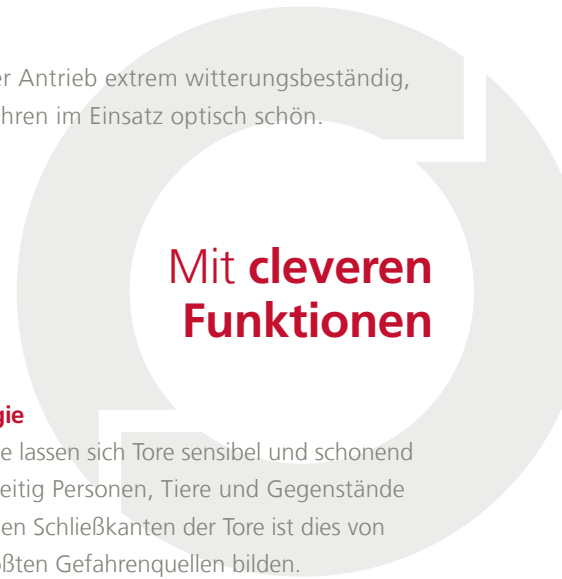 er Antrieb extrem witterungsbeständig,
hren im Einsatz optisch schön.
Mit cleveren
Funktionen
gie
e lassen sich Tore sensibel und schonend
eitig Personen, Tiere und Gegenstände
en Schließkanten der Tore ist dies von
ßten Gefahrenquellen bilden.